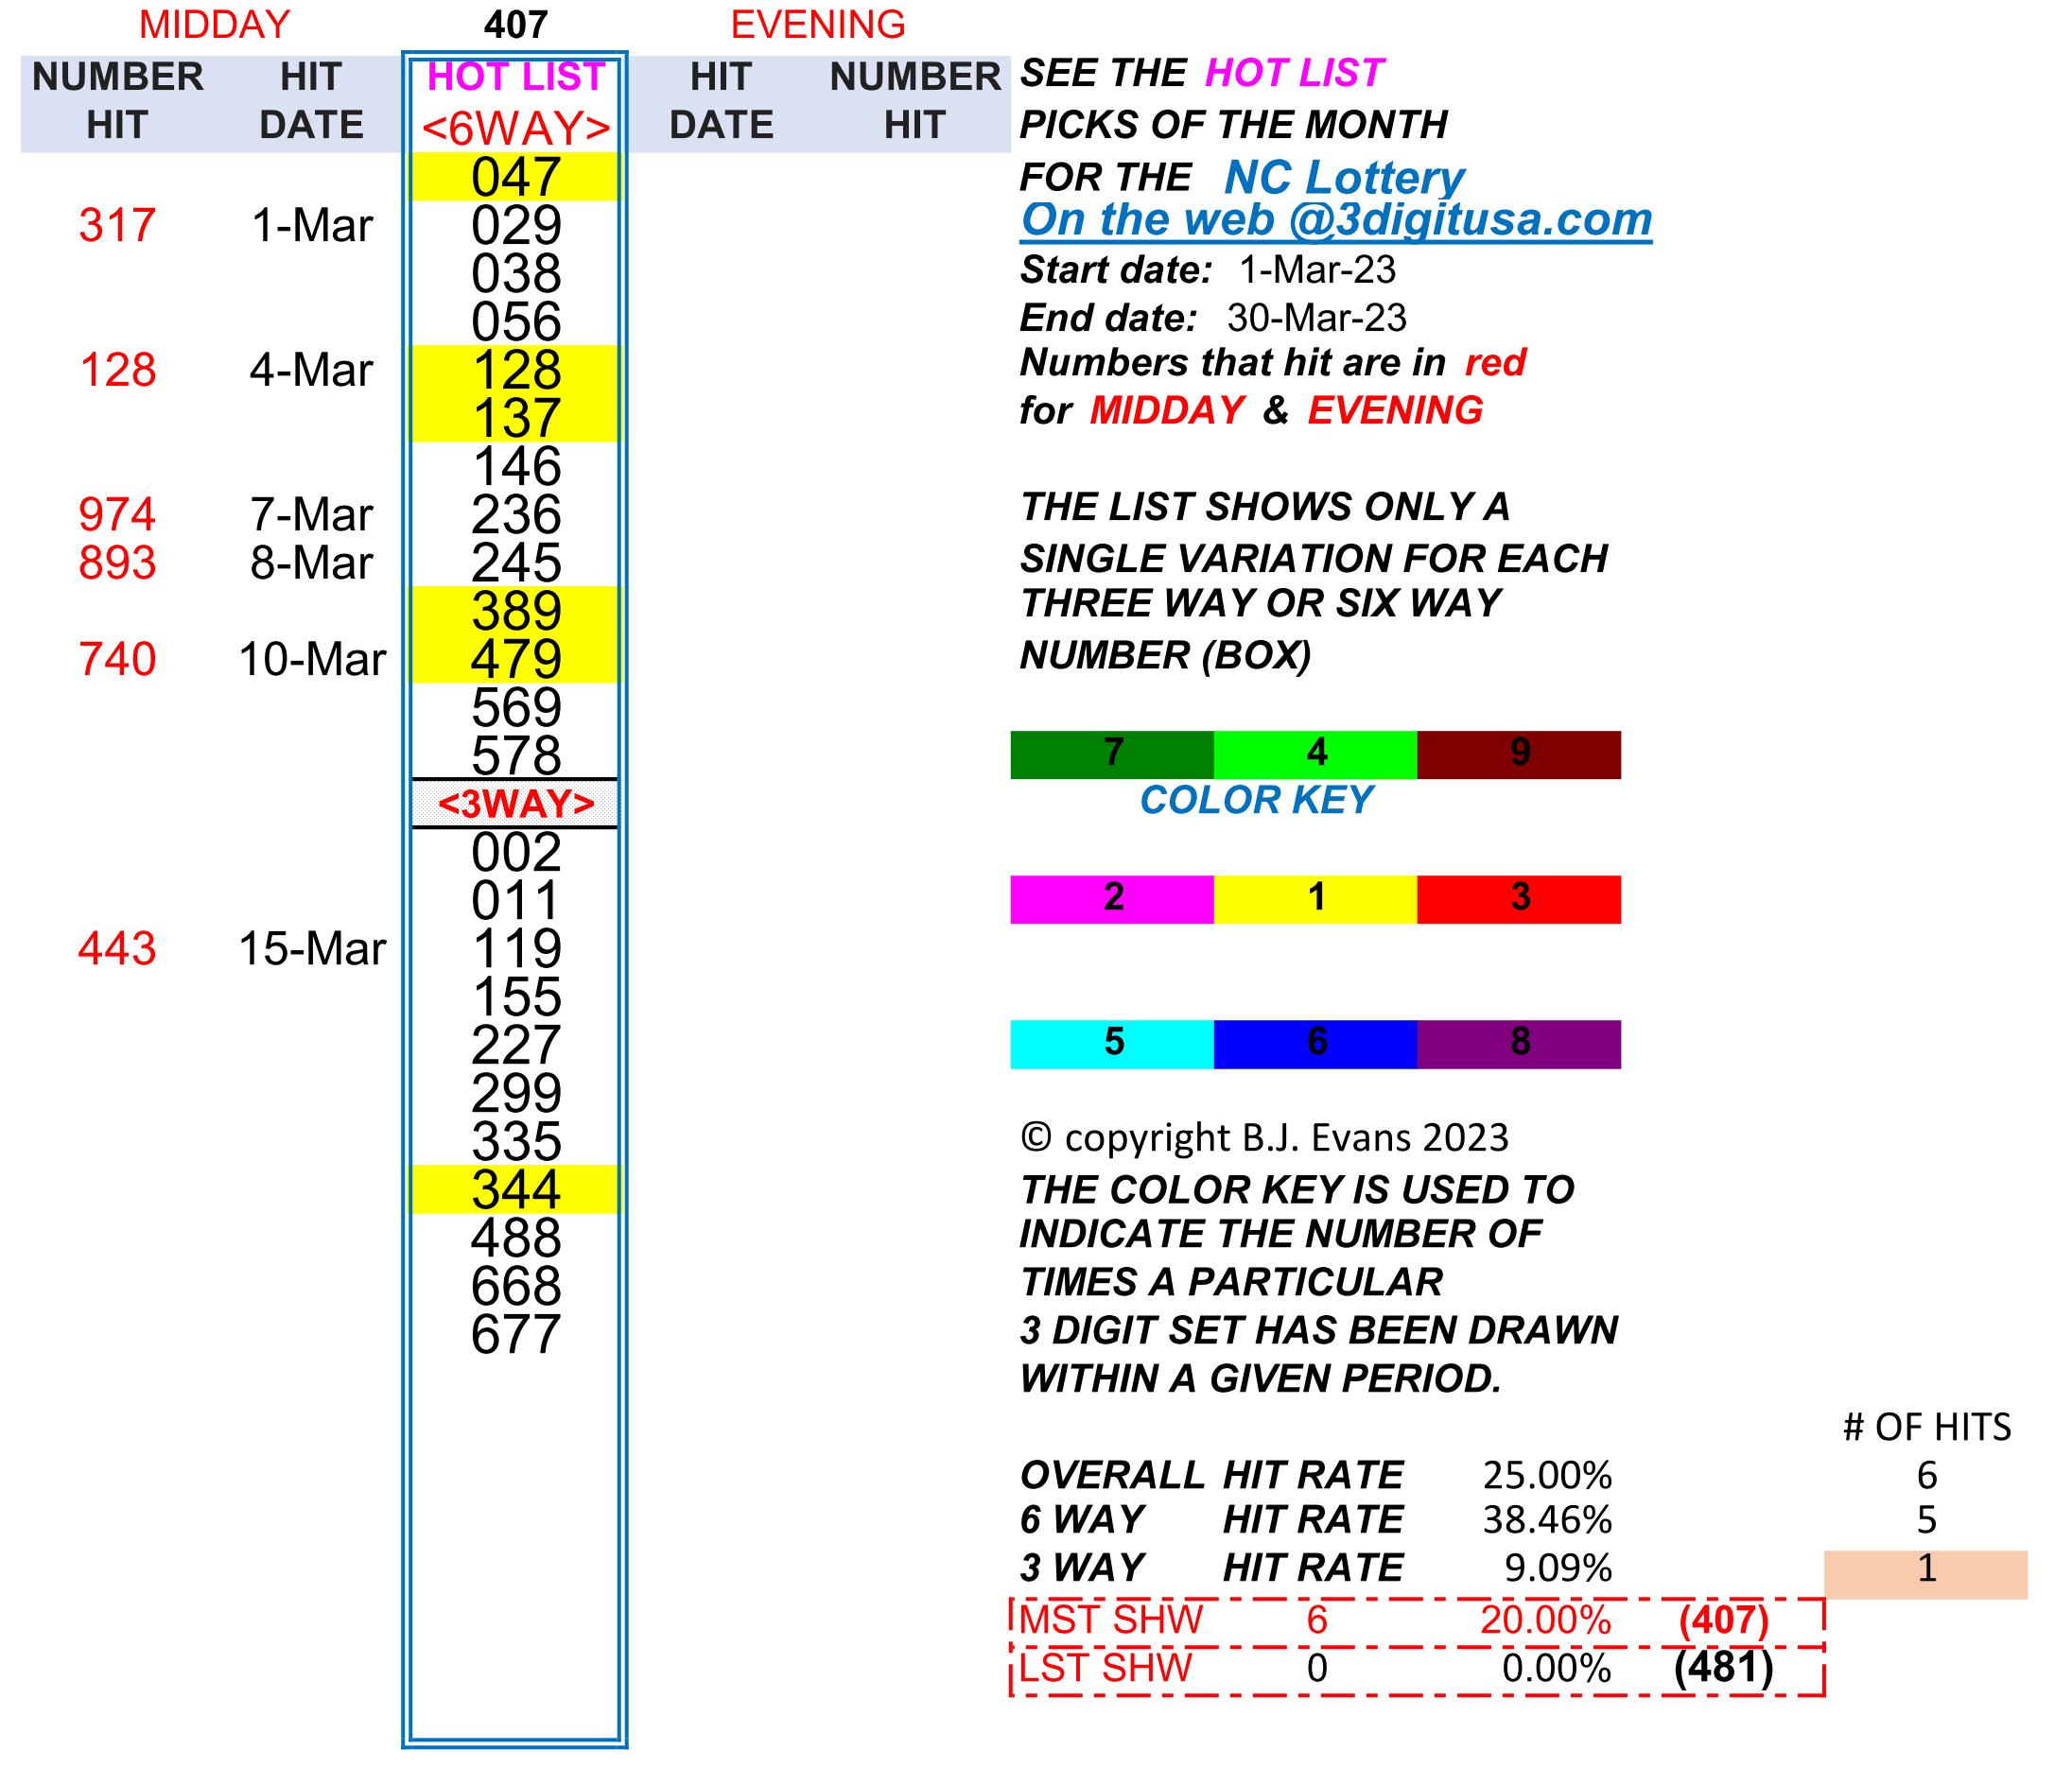 MIDDAY 407 EVENING
NUMBER HIT HOT LIST HIT NUMBER SEE THE HOT LIST
HIT DATE <6WAY> DATE HIT PICKS OF THE MONTH
047 FOR THE NC Lottery
317 1-Mar 029 On the web @3digitusa.com
038 Start date: 1-Mar-23
056 End date: 30-Mar-23
128 4-Mar 128 Numbers that hit are in red
137 for MIDDAY & EVENING
146
974 7-Mar 236 THE LIST SHOWS ONLY A
893 8-Mar 245 SINGLE VARIATION FOR EACH
389 THREE WAY OR SIX WAY
740 10-Mar 479 NUMBER (BOX)
569
578 7 4 9
<3WAY> COLOR KEY
002
011 2 1 3
443 15-Mar 119
155
227 5 6 8
299
335 © copyright B.J. Evans 2023
344 THE COLOR KEY IS USED TO
488 INDICATE THE NUMBER OF
668 TIMES A PARTICULAR
677 3 DIGIT SET HAS BEEN DRAWN
WITHIN A GIVEN PERIOD.
# OF HITS
OVERALL HIT RATE 25.00% 6
6 WAY HIT RATE 38.46% 5
3 WAY HIT RATE 9.09% 1
MST SHW 6 20.00% (407)
LST SHW 0 0.00% (481)